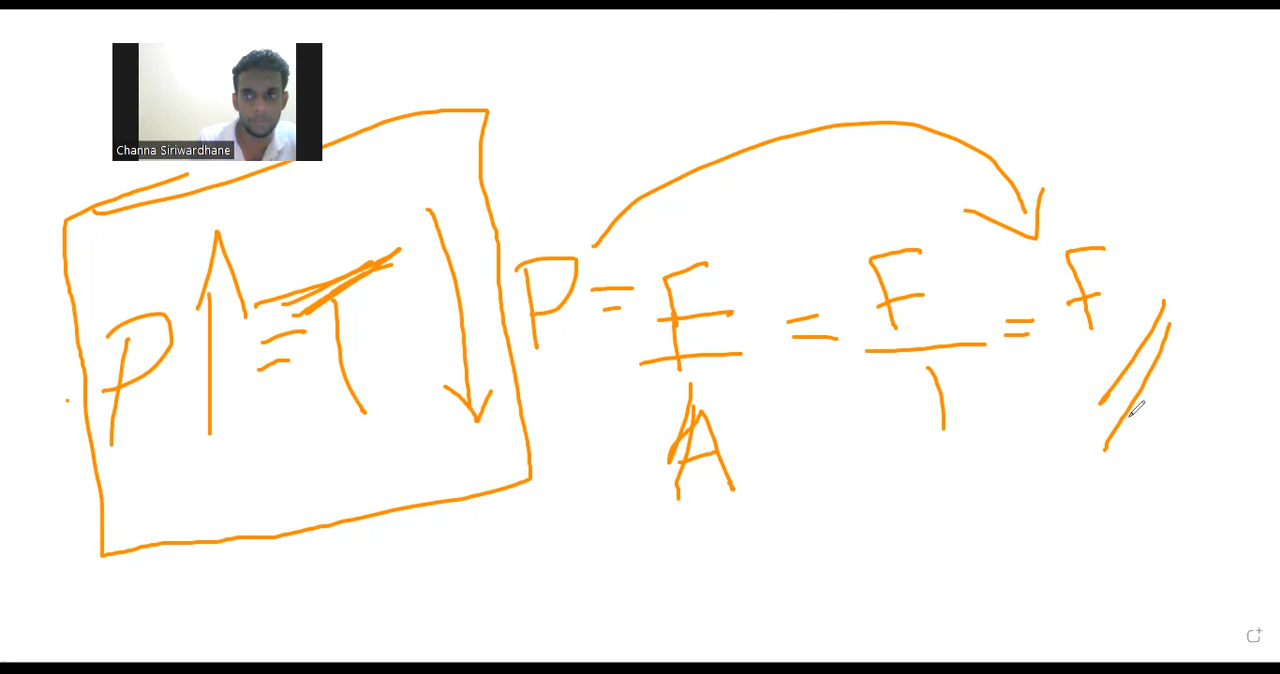 Channa Siriwardhane
P ↑ = T ↓
P = F/A = F/1 = F //